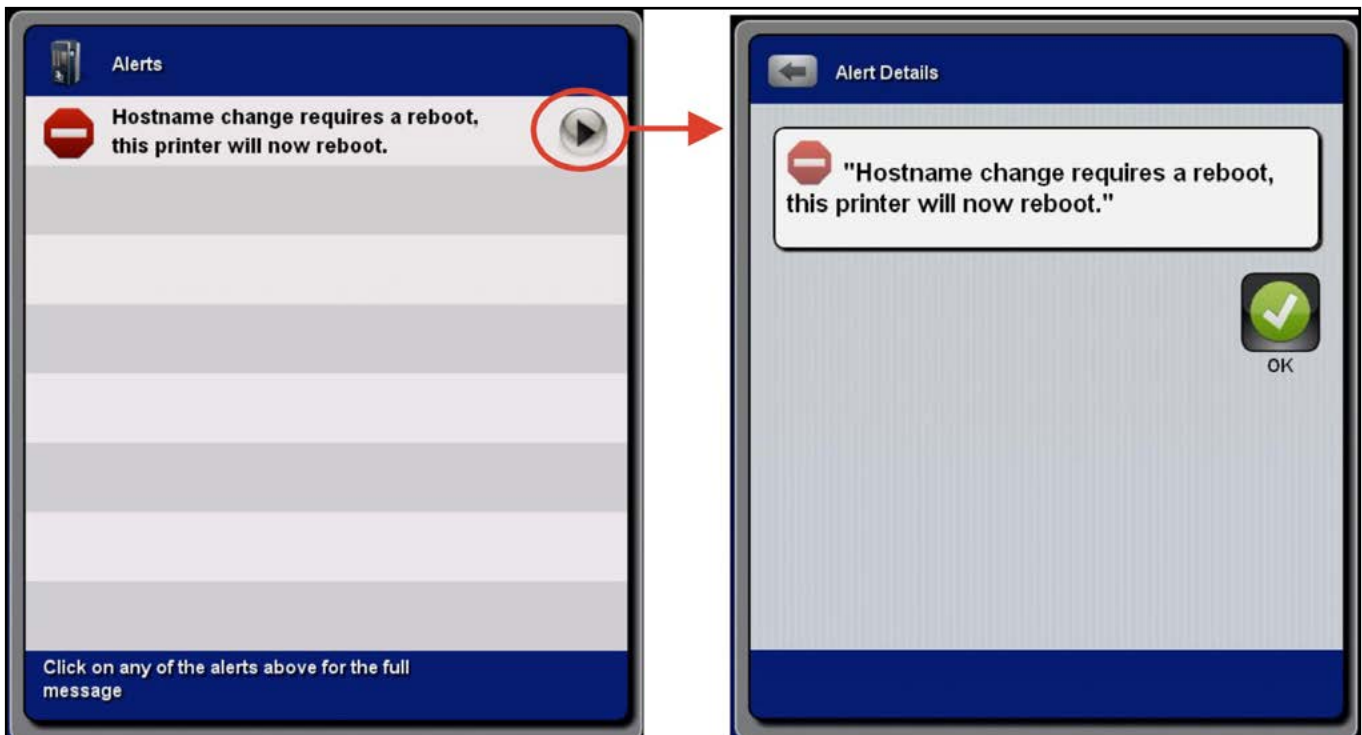 Alerts
Hostname change requires a reboot,
this printer will now reboot.
Click on any of the alerts above for the full
message
Alert Details
"Hostname change requires a reboot,
this printer will now reboot."
OK